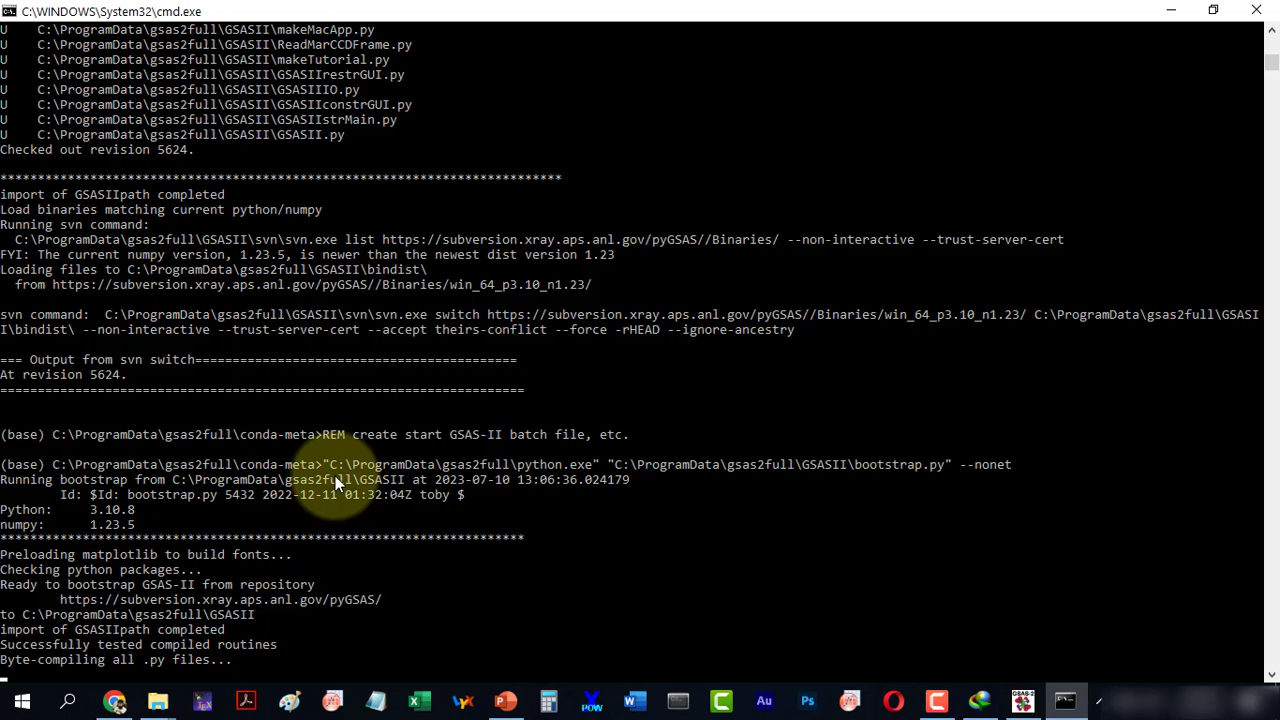 C:\WINDOWS\System32\cmd.exe
U    C:\ProgramData\gsas2full\GSASII\makeMacApp.py
U    C:\ProgramData\gsas2full\GSASII\ReadMarCCDFrame.py
U    C:\ProgramData\gsas2full\GSASII\makeTutorial.py
U    C:\ProgramData\gsas2full\GSASII\GSASIIrestrGUI.py
U    C:\ProgramData\gsas2full\GSASII\GSASIIIO.py
U    C:\ProgramData\gsas2full\GSASII\GSASIIconstrGUI.py
U    C:\ProgramData\gsas2full\GSASII\GSASIIstrMain.py
U    C:\ProgramData\gsas2full\GSASII\GSASII.py
Checked out revision 5624.
***************************************************************************
import of GSASIIpath completed
Load binaries matching current python/numpy
Running svn command:
  C:\ProgramData\gsas2full\GSASII\svn\svn.exe list https://subversion.xray.aps.anl.gov/pyGSAS//Binaries/ --non-interactive --trust-server-cert
FYI: The current numpy version, 1.23.5, is newer than the newest dist version 1.23
Loading files to C:\ProgramData\gsas2full\GSASII\bindist\
   from https://subversion.xray.aps.anl.gov/pyGSAS//Binaries/win_64_p3.10_n1.23/
svn command:  C:\ProgramData\gsas2full\GSASII\svn\svn.exe switch https://subversion.xray.aps.anl.gov/pyGSAS//Binaries/win_64_p3.10_n1.23/ C:\ProgramData\gsas2full\GSASI
I\bindist\ --non-interactive --trust-server-cert --accept theirs-conflict --force -rHEAD --ignore-ancestry
=== Output from svn switch===========================================
At revision 5624.
======================================================================
(base) C:\ProgramData\gsas2full\conda-meta>REM create start GSAS-II batch file, etc.
(base) C:\ProgramData\gsas2full\conda-meta>"C:\ProgramData\gsas2full\python.exe" "C:\ProgramData\gsas2full\GSASII\bootstrap.py" --nonet
Running bootstrap from C:\ProgramData\gsas2full\GSASII at 2023-07-10 13:06:36.024179
        Id: $Id: bootstrap.py 5432 2022-12-11 01:32:04Z toby $
Python:     3.10.8
numpy:      1.23.5
**********************************************************************
Preloading matplotlib to build fonts...
Checking python packages...
Ready to bootstrap GSAS-II from repository
        https://subversion.xray.aps.anl.gov/pyGSAS/
to C:\ProgramData\gsas2full\GSASII
import of GSASIIpath completed
Successfully tested compiled routines
Byte-compiling all .py files...
POW
Au
Ps
GSAS-2